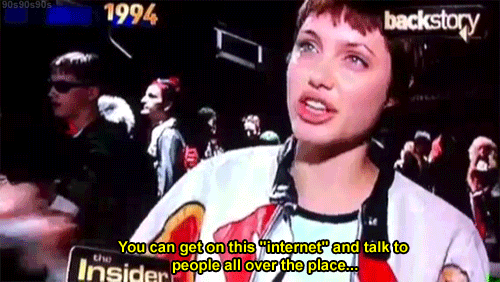 90s90s90s
1994
backstory
You can get on this "internet" and talk to
people all over the place...
the
Insider